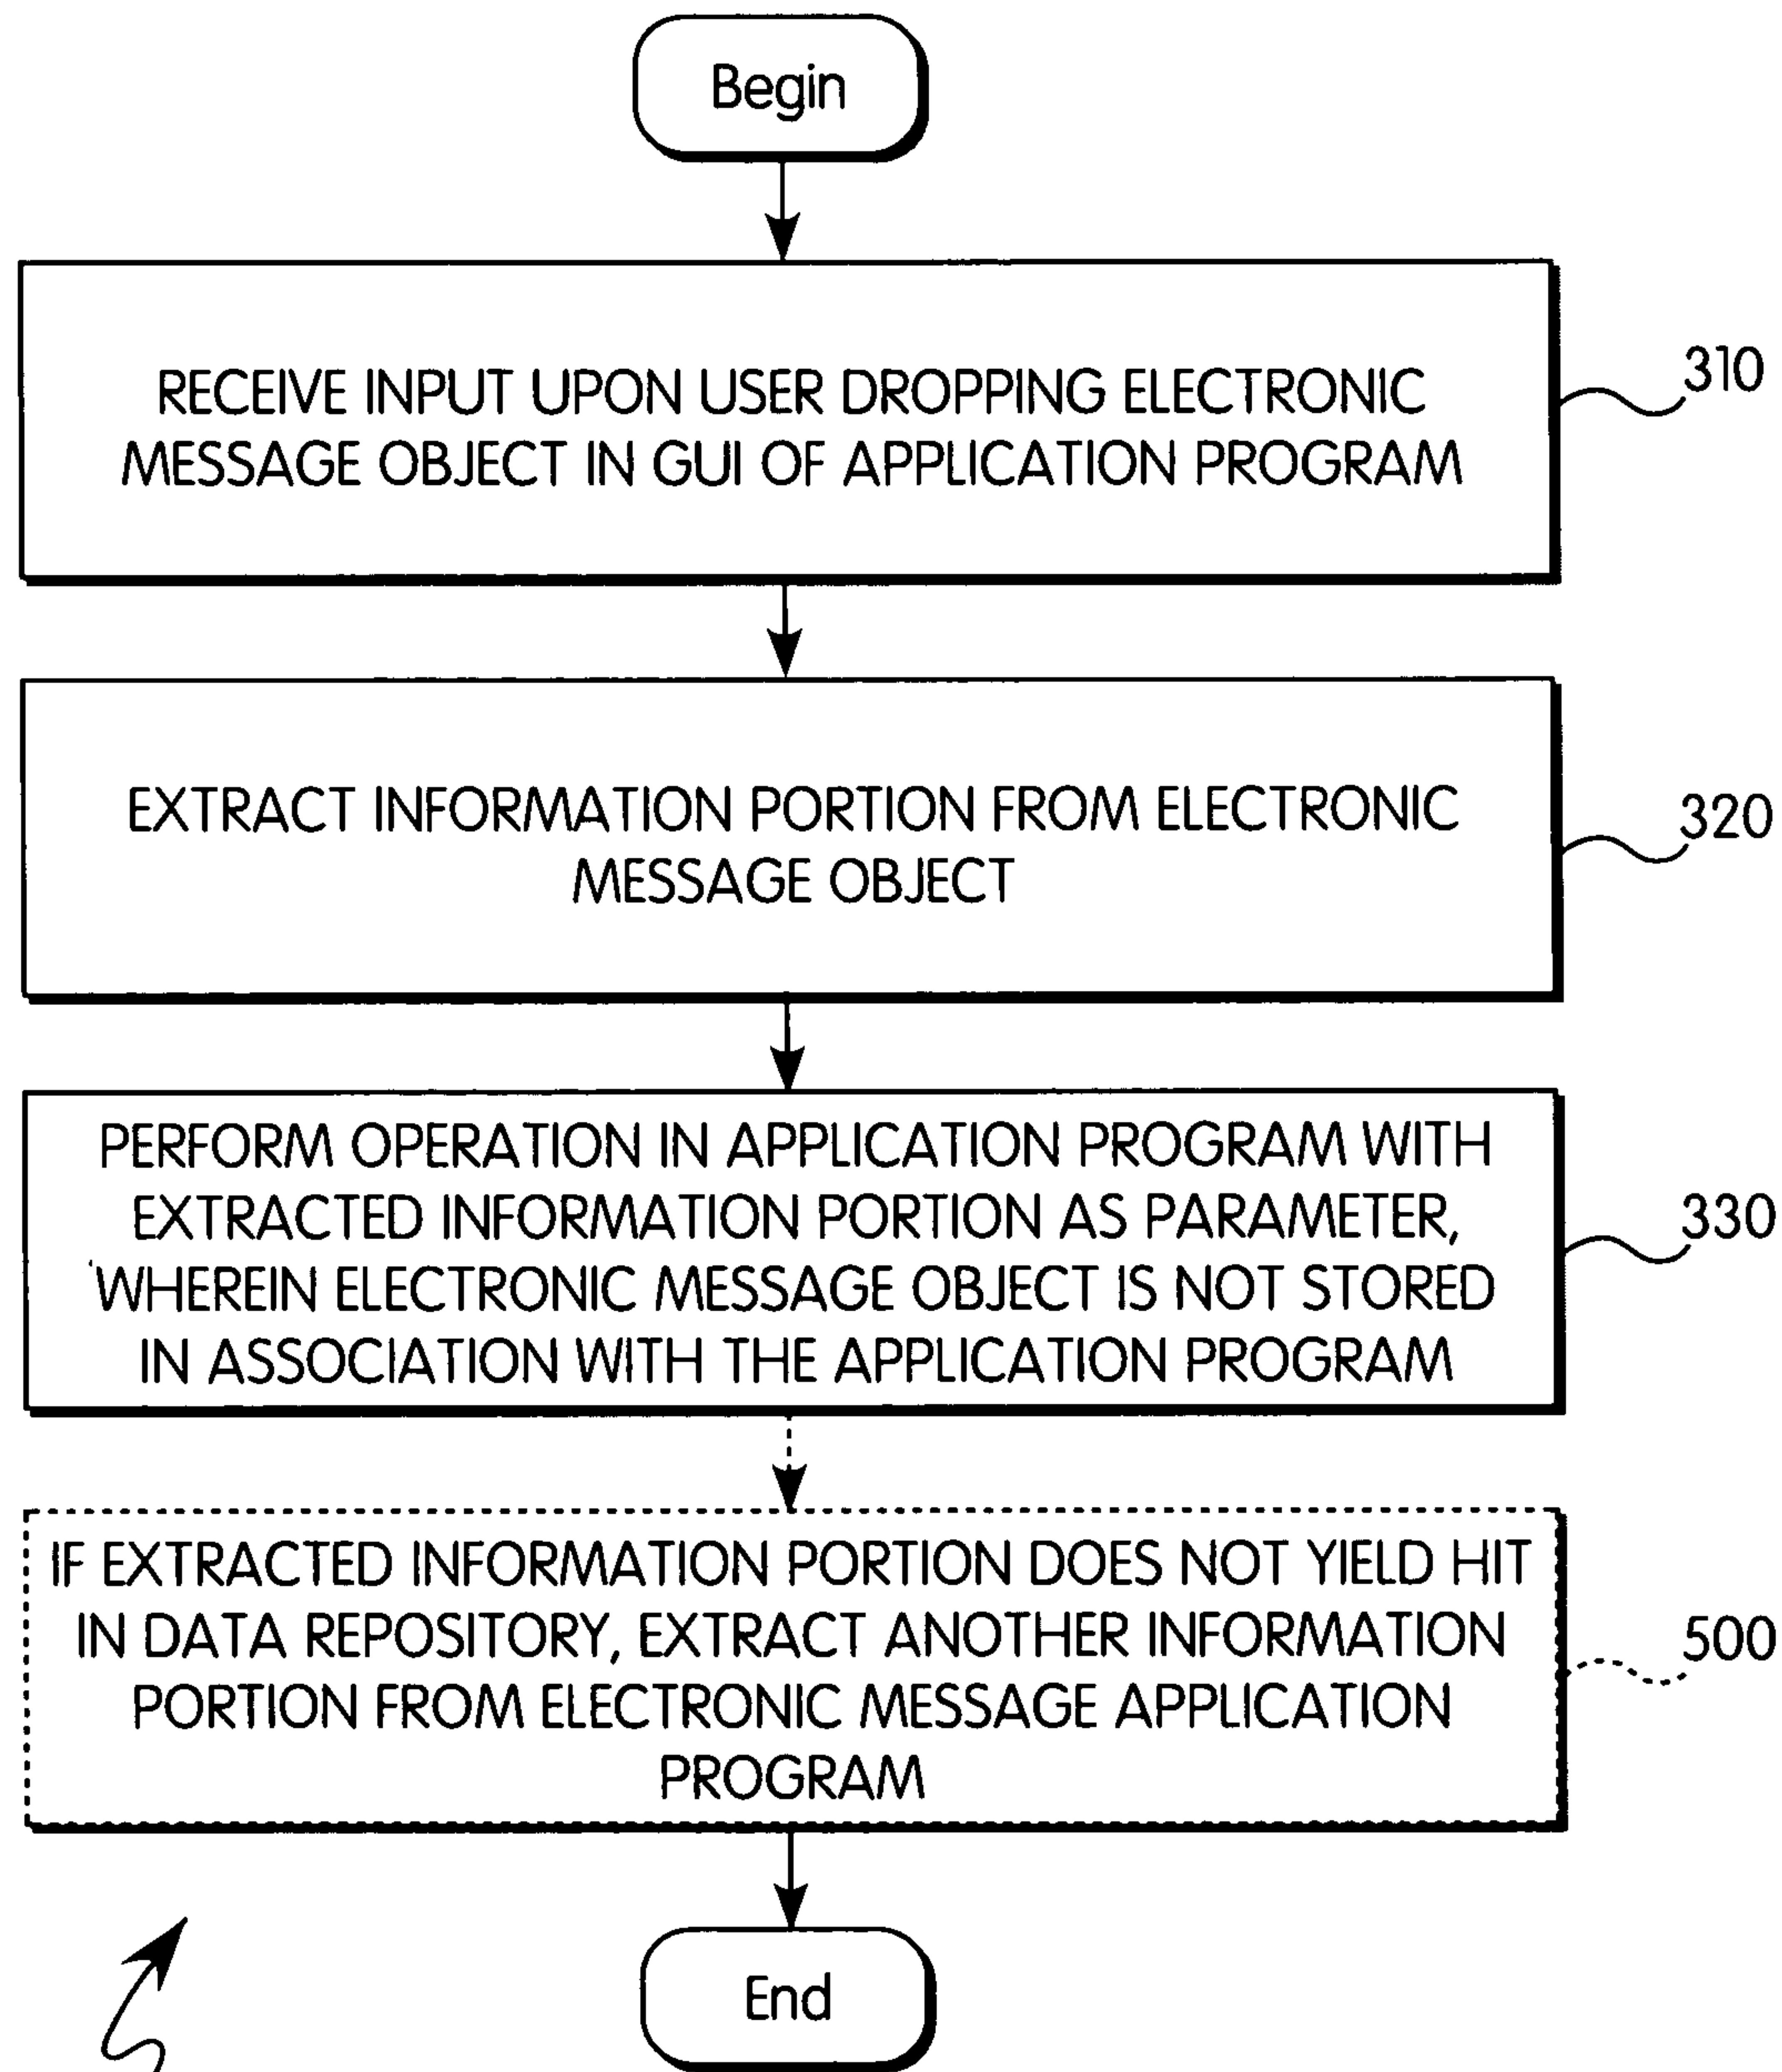 Begin
RECEIVE INPUT UPON USER DROPPING ELECTRONIC
MESSAGE OBJECT IN GUI OF APPLICATION PROGRAM
310
EXTRACT INFORMATION PORTION FROM ELECTRONIC
MESSAGE OBJECT
320
PERFORM OPERATION IN APPLICATION PROGRAM WITH
EXTRACTED INFORMATION PORTION AS PARAMETER,
WHEREIN ELECTRONIC MESSAGE OBJECT IS NOT STORED
IN ASSOCIATION WITH THE APPLICATION PROGRAM
330
IF EXTRACTED INFORMATION PORTION DOES NOT YIELD HIT
IN DATA REPOSITORY, EXTRACT ANOTHER INFORMATION
PORTION FROM ELECTRONIC MESSAGE APPLICATION
PROGRAM
500
End